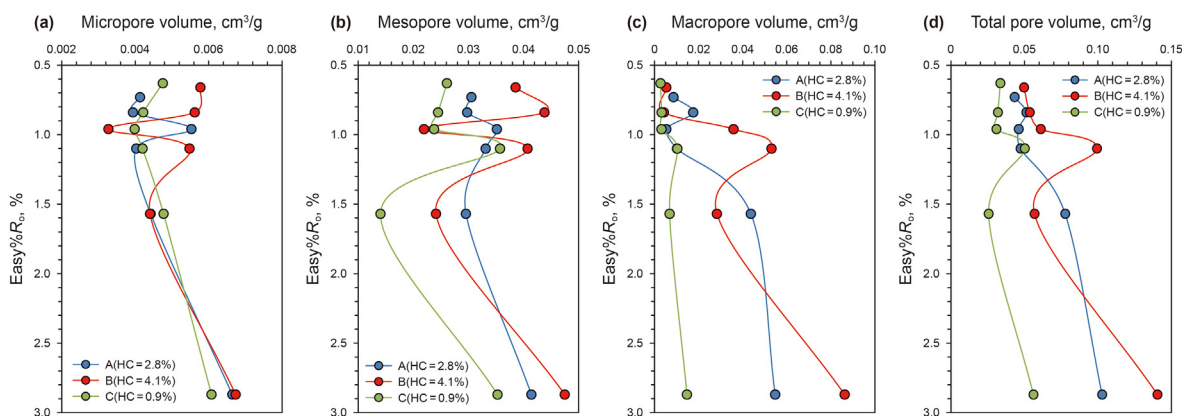 (a) Micropore volume, cm³/g
0.002 0.004 0.006 0.008
0.5
1.0
1.5
2.0
2.5
3.0
Easy%Rₒ, %
A(HC = 2.8%)
B(HC = 4.1%)
C(HC = 0.9%)
(b) Mesopore volume, cm³/g
0.01 0.02 0.03 0.04 0.05
0.5
1.0
1.5
2.0
2.5
3.0
Easy%Rₒ, %
A(HC = 2.8%)
B(HC = 4.1%)
C(HC = 0.9%)
(c) Macropore volume, cm³/g
0 0.02 0.04 0.06 0.08 0.10
0.5
1.0
1.5
2.0
2.5
3.0
Easy%Rₒ, %
A(HC = 2.8%)
B(HC = 4.1%)
C(HC = 0.9%)
(d) Total pore volume, cm³/g
0 0.05 0.10 0.15
0.5
1.0
1.5
2.0
2.5
3.0
Easy%Rₒ, %
A(HC = 2.8%)
B(HC = 4.1%)
C(HC = 0.9%)